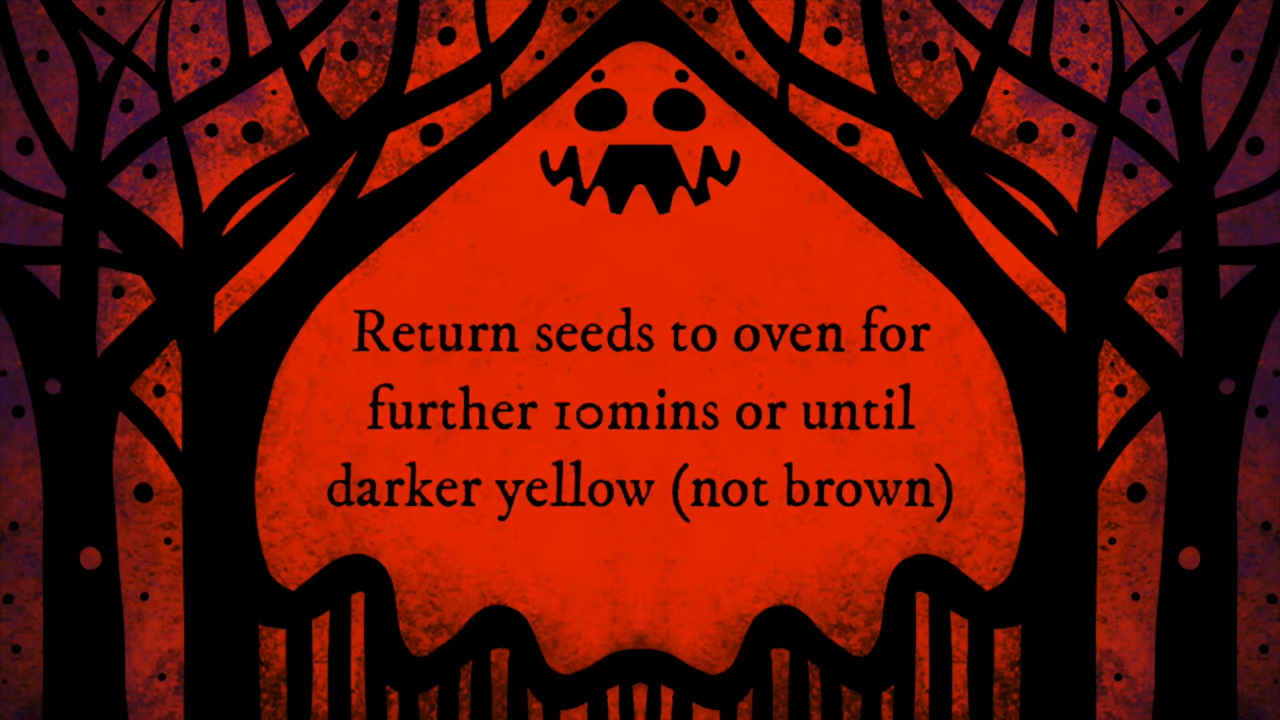 Return seeds to oven for
further 10mins or until
darker yellow (not brown)